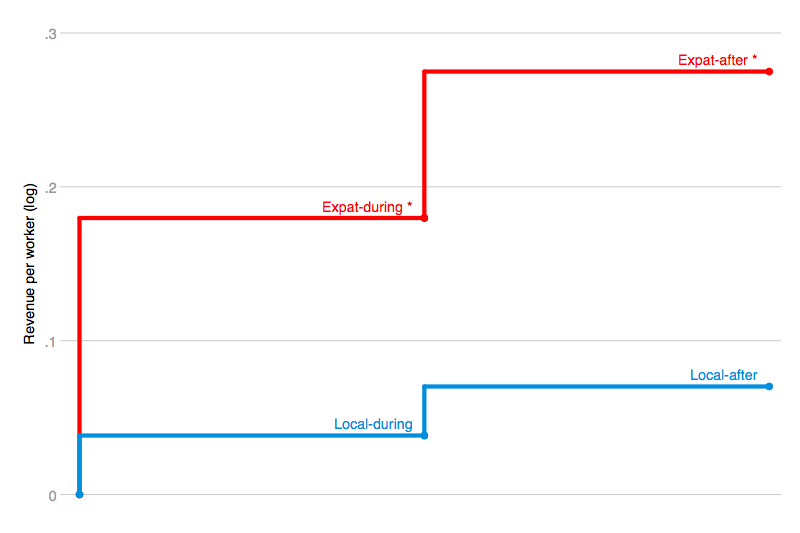 .3
Expat-after *
.2
Expat-during *
Revenue per worker (log)
.1
Local-after
Local-during
0